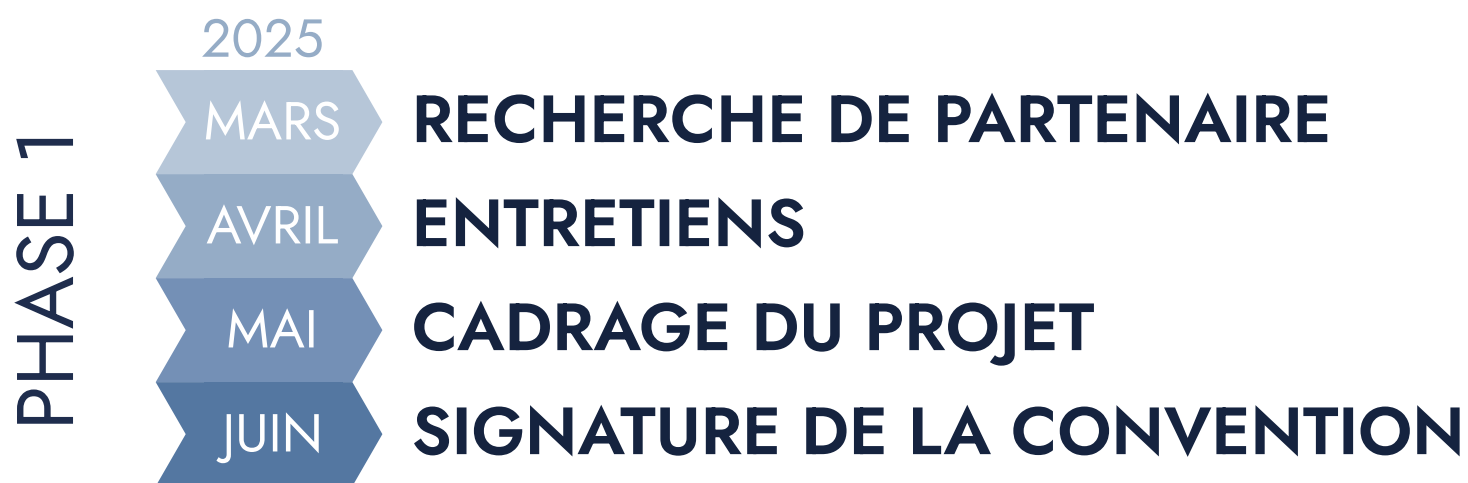 PHASE 1
2025
MARS RECHERCHE DE PARTENAIRE
AVRIL ENTRETIENS
MAI CADRAGE DU PROJET
JUIN SIGNATURE DE LA CONVENTION